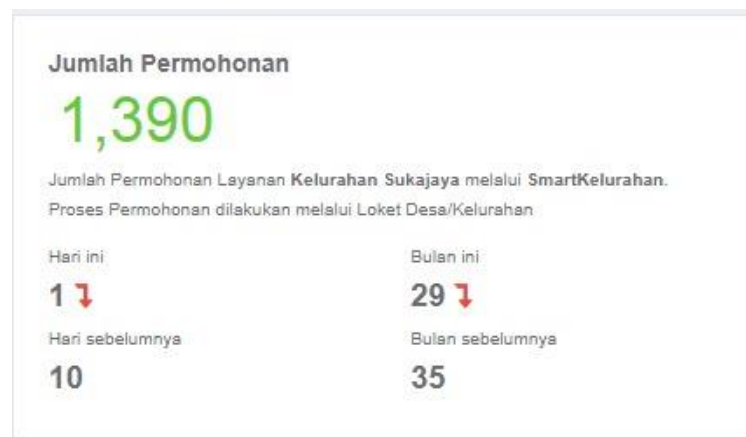 Jumlah Permohonan
1,390
Jumlah Permohonan Layanan Kelurahan Sukajaya melalui SmartKelurahan.
Proses Permohonan dilakukan melalui Loket Desa/Kelurahan
Hari ini
Bulan ini
1
29
Hari sebelumnya
Bulan sebelumnya
10
35